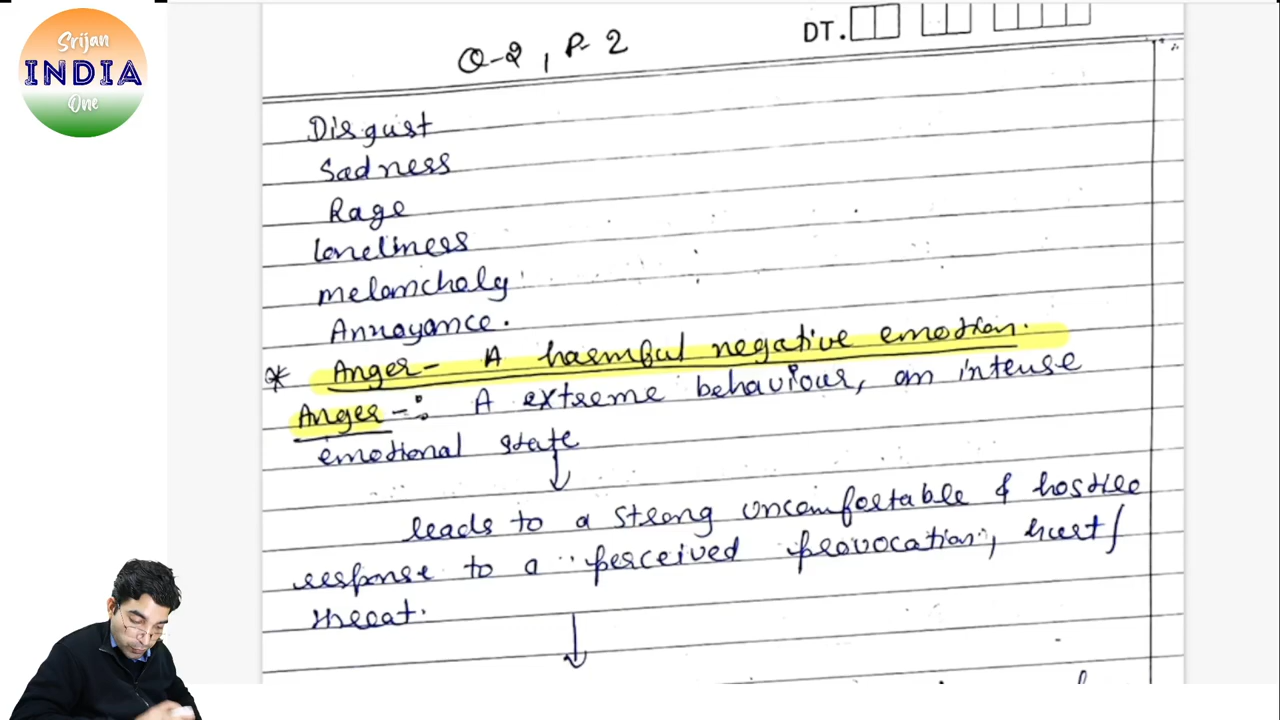 Srijan
INDIA
One
DT.
Q-2, P-2
Disgust
Sadness
Rage
loneliness
melancholy
Annoyance.
* Anger- A harmful negative emotion.
Anger -: A extreme behaviour, an intense
emotional state
↓
leads to a strong uncomfortable & hostile
response to a perceived provocation, hurt/
threat.
↓